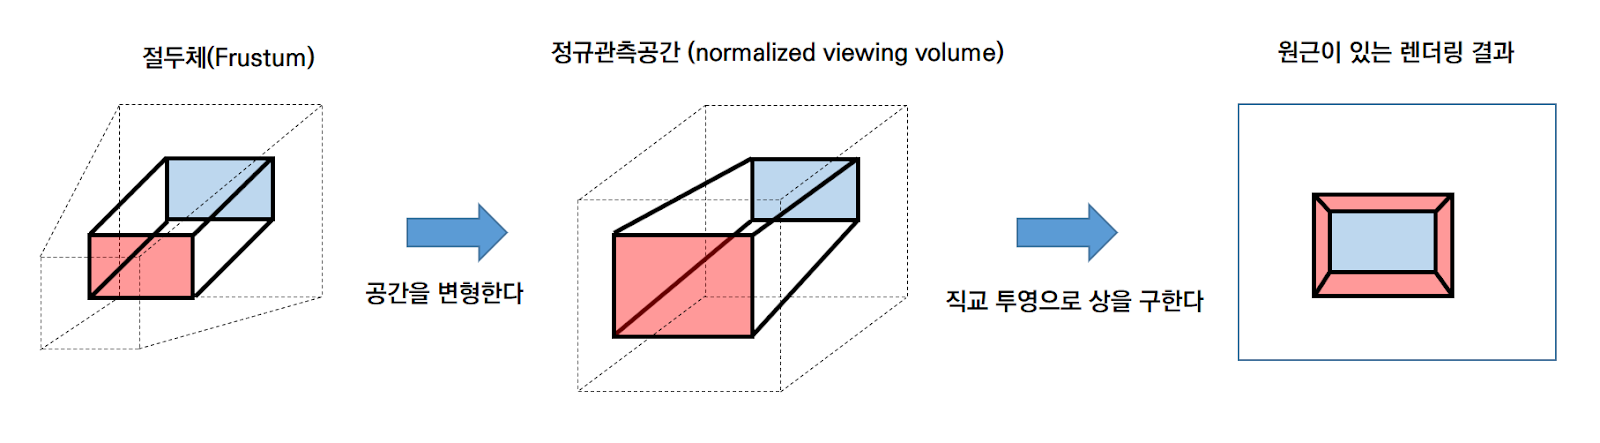 절두체(Frustum)
정규관측공간 (normalized viewing volume)
원근이 있는 렌더링 결과
공간을 변형한다
직교 투영으로 상을 구한다